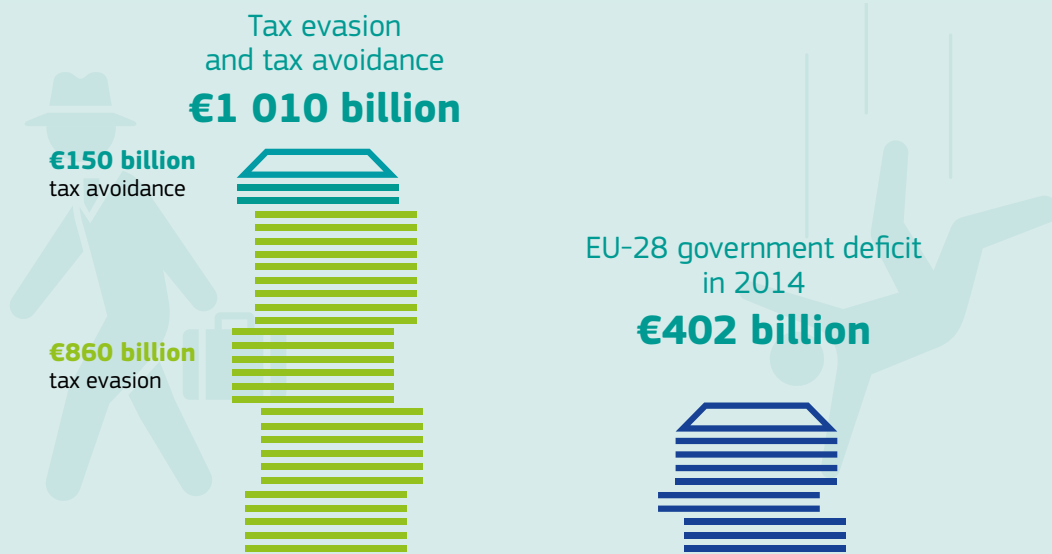 Tax evasion
and tax avoidance
€1 010 billion
€150 billion
tax avoidance
€860 billion
tax evasion
EU-28 government deficit
in 2014
€402 billion